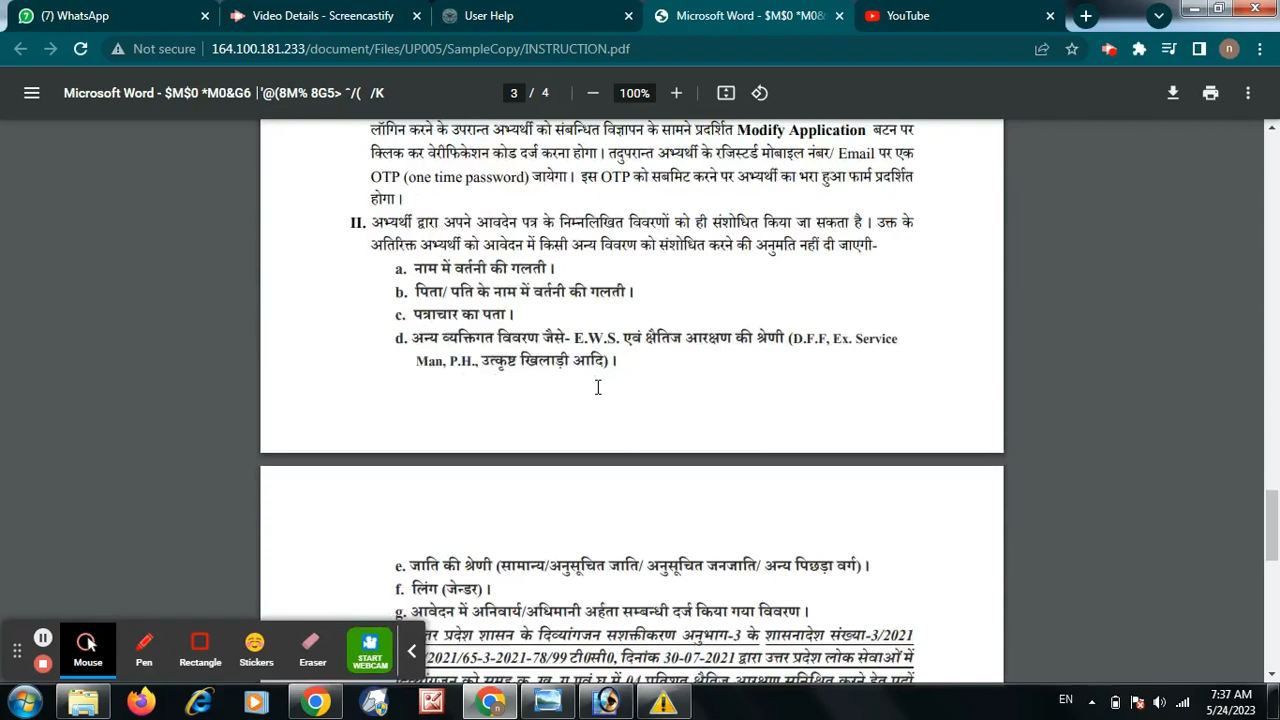 (7) WhatsApp
Video Details - Screencastify
User Help
Microsoft Word - $M$0 *M0&
YouTube
Not secure
164.100.181.233/document/Files/UP005/SampleCopy/INSTRUCTION.pdf
n
Microsoft Word - $M$0 *M0&G6 |'@(8M% 8G5> ^/( /K
3 / 4
100%
लॉगिन करने के उपरान्त अभ्यर्थी को संबन्धित विज्ञापन के सामने प्रदर्शित Modify Application बटन पर
क्लिक कर वेरीफिकेशन कोड दर्ज करना होगा। तदुपरान्त अभ्यर्थी के रजिस्टर्ड मोबाइल नंबर/ Email पर एक
OTP (one time password) जायेगा। इस OTP को सबमिट करने पर अभ्यर्थी का भरा हुआ फार्म प्रदर्शित
होगा।
II. अभ्यर्थी द्वारा अपने आवदेन पत्र के निम्नलिखित विवरणों को ही संशोधित किया जा सकता है। उक्त के
अतिरिक्त अभ्यर्थी को आवेदन में किसी अन्य विवरण को संशोधित करने की अनुमति नहीं दी जाएगी-
a. नाम में वर्तनी की गलती।
b. पिता/ पति के नाम में वर्तनी की गलती।
c. पत्राचार का पता।
d. अन्य व्यक्तिगत विवरण जैसे- E.W.S. एवं क्षैतिज आरक्षण की श्रेणी (D.F.F, Ex. Service
Man, P.H., उत्कृष्ट खिलाड़ी आदि)।
e. जाति की श्रेणी (सामान्य/अनुसूचित जाति/ अनुसूचित जनजाति/ अन्य पिछड़ा वर्ग)।
f. लिंग (जेन्डर)।
g. आवेदन में अनिवार्य/अधिमानी अर्हता सम्बन्धी दर्ज किया गया विवरण।
प्रदेश शासन के दिव्यांगजन सशक्तीकरण अनुभाग-3 के शासनादेश संख्या-3/2021
/2021/65-3-2021-78/99 टी0सी0, दिनांक 30-07-2021 द्वारा उत्तर प्रदेश लोक सेवाओं में
Mouse
Pen
Rectangle
Stickers
Eraser
START
WEBCAM
EN
7:37 AM
5/24/2023